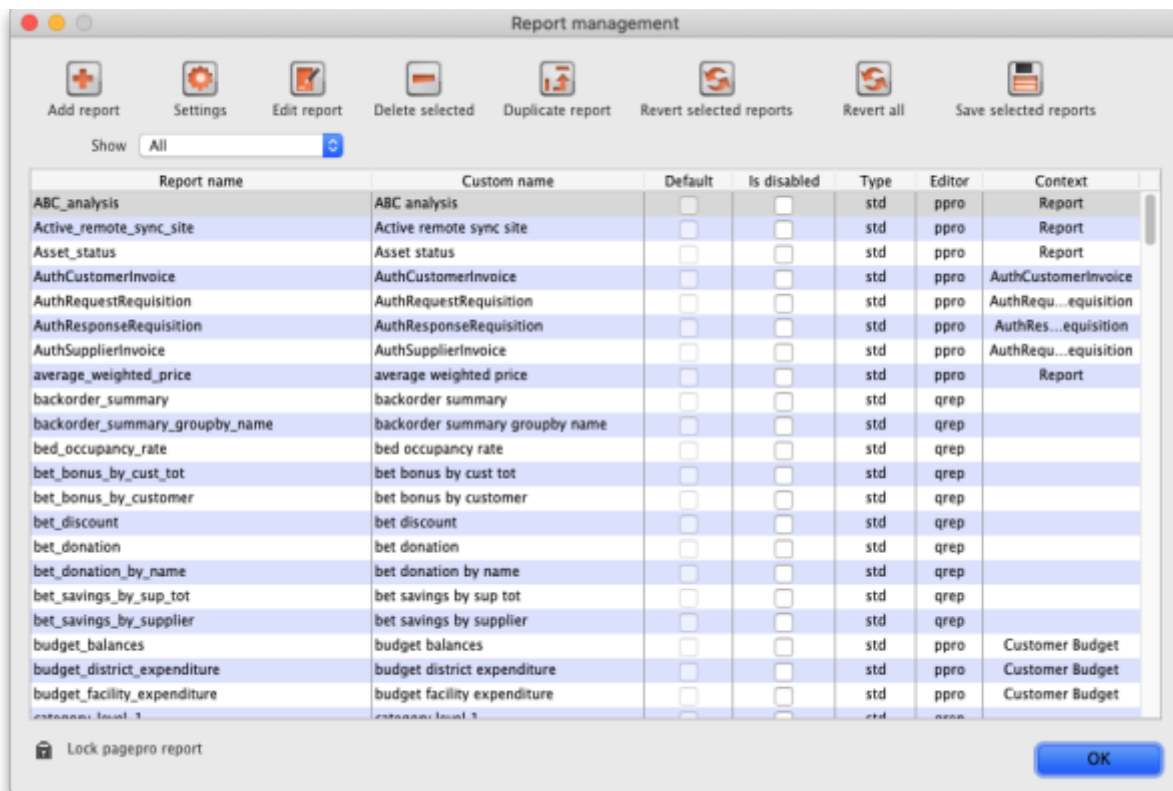 Report management
Add report Settings Edit report Delete selected Duplicate report Revert selected reports Revert all Save selected reports
Show All
Report name Custom name Default Is disabled Type Editor Context
ABC_analysis ABC analysis std ppro Report
Active_remote_sync_site Active remote sync site std ppro Report
Asset_status Asset status std ppro Report
AuthCustomerInvoice AuthCustomerInvoice std ppro AuthCustomerInvoice
AuthRequestRequisition AuthRequestRequisition std ppro AuthRequ...equisition
AuthResponseRequisition AuthResponseRequisition std ppro AuthRes...equisition
AuthSupplierInvoice AuthSupplierInvoice std ppro AuthRequ...equisition
average_weighted_price average weighted price std ppro Report
backorder_summary backorder summary std qrep
backorder_summary_groupby_name backorder summary groupby name std qrep
bed_occupancy_rate bed occupancy rate std qrep
bet_bonus_by_cust_tot bet bonus by cust tot std qrep
bet_bonus_by_customer bet bonus by customer std qrep
bet_discount bet discount std qrep
bet_donation bet donation std qrep
bet_donation_by_name bet donation by name std qrep
bet_savings_by_sup_tot bet savings by sup tot std qrep
bet_savings_by_supplier bet savings by supplier std qrep
budget_balances budget balances std ppro Customer Budget
budget_district_expenditure budget district expenditure std ppro Customer Budget
budget_facility_expenditure budget facility expenditure std ppro Customer Budget
category_level_1 category level 1 std qrep
Lock pagepro report
OK